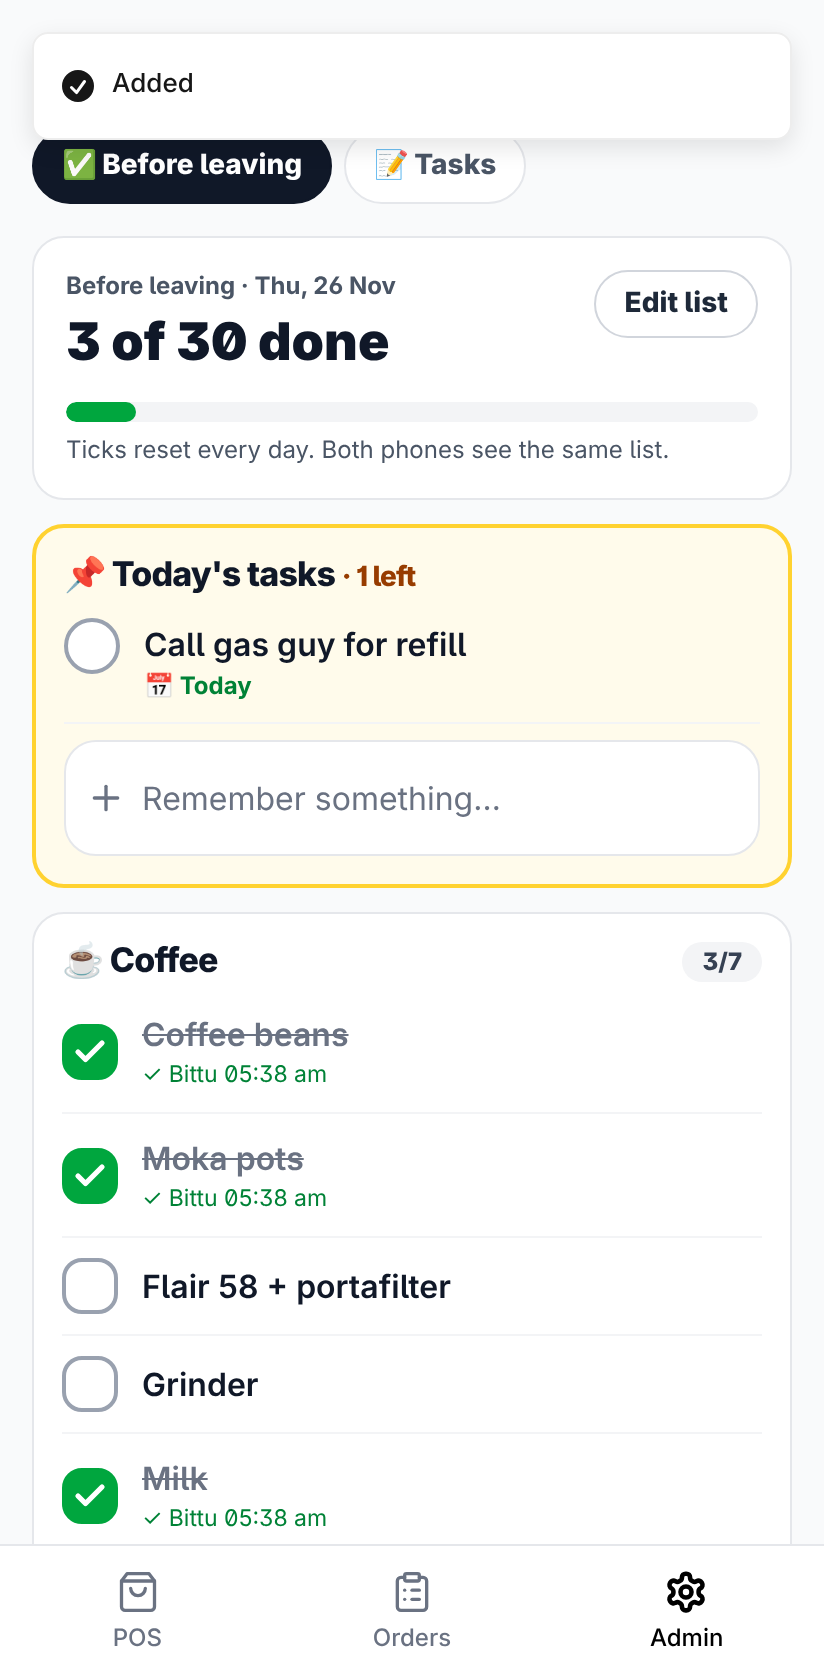 Added
✅ Before leaving
📝 Tasks
Before leaving · Thu, 26 Nov
Edit list
3 of 30 done
Ticks reset every day. Both phones see the same list.
📌 Today's tasks · 1 left
Call gas guy for refill
📅 Today
+ Remember something...
☕ Coffee
3/7
Coffee beans
✓ Bittu 05:38 am
Moka pots
✓ Bittu 05:38 am
Flair 58 + portafilter
Grinder
Milk
✓ Bittu 05:38 am
POS
Orders
Admin